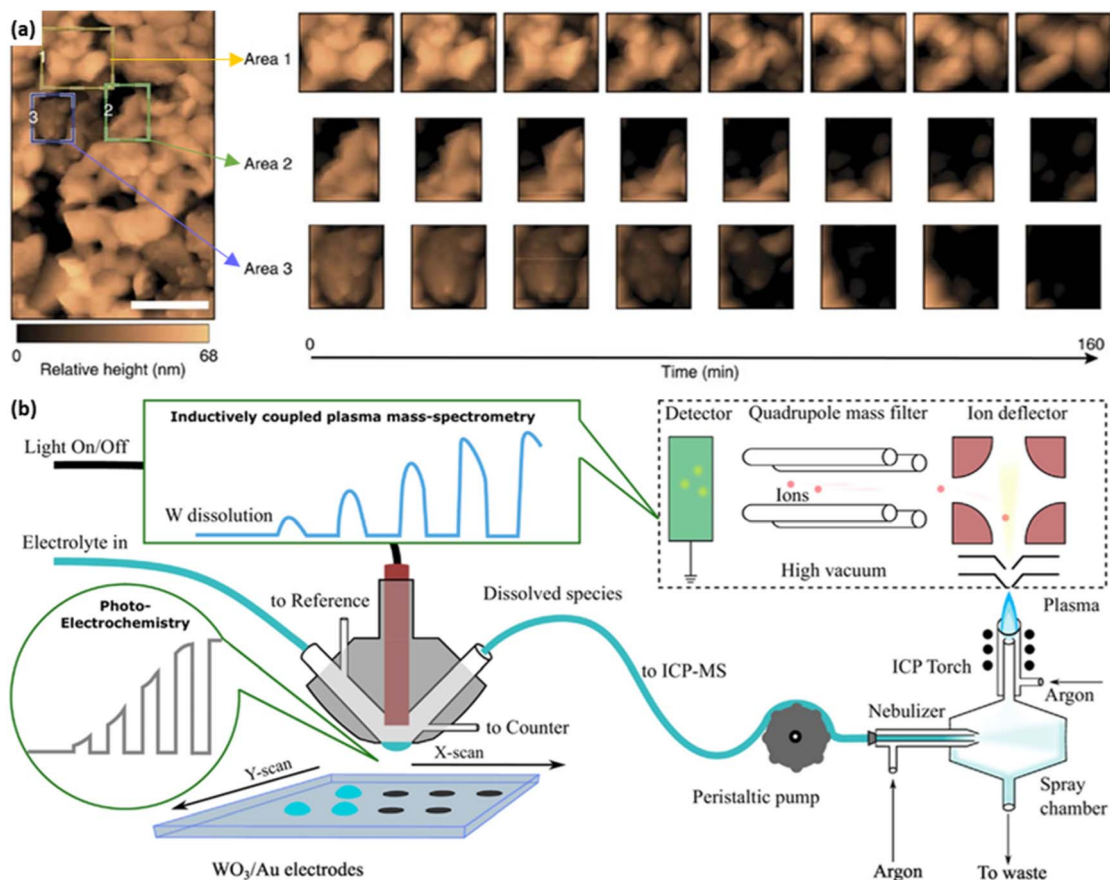 (a)
1
2
3
Area 1
Area 2
Area 3
0
68
Relative height (nm)
0
160
Time (min)
(b)
Inductively coupled plasma mass-spectrometry
Light On/Off
W dissolution
Electrolyte in
Detector
Quadrupole mass filter
Ion deflector
Ions
High vacuum
Plasma
Photo-
Electrochemistry
to Reference
Dissolved species
to ICP-MS
ICP Torch
Argon
Nebulizer
to Counter
X-scan
Y-scan
Peristaltic pump
Spray
chamber
WO₃/Au electrodes
Argon
To waste